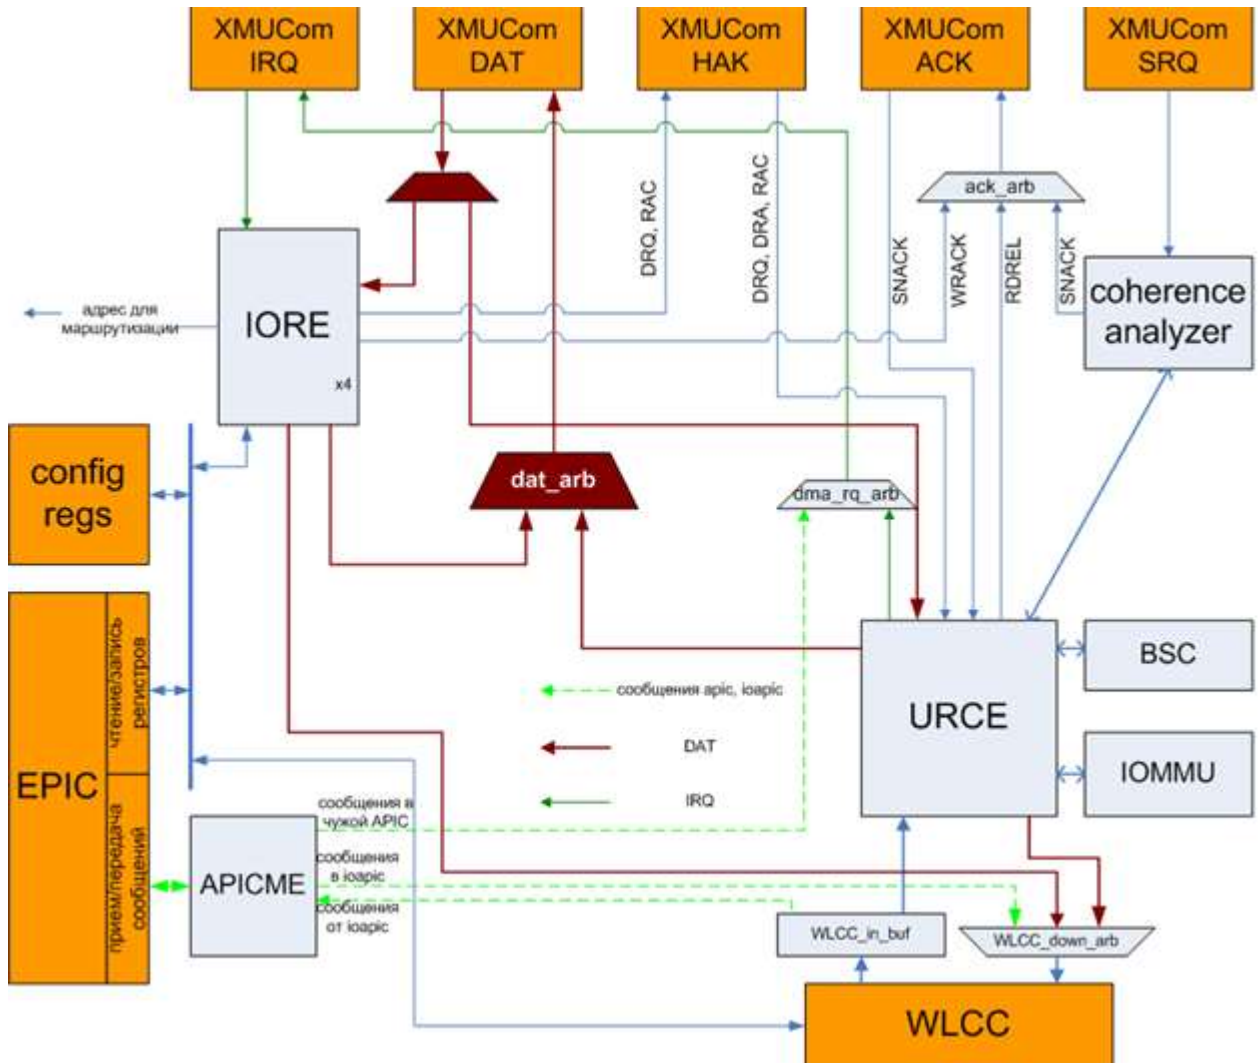 XMUCom
IRQ
XMUCom
DAT
XMUCom
HAK
XMUCom
ACK
XMUCom
SRQ
DRQ, RAC
DRQ, DRA, RAC
SNACK
WRACK
RDREL
SNACK
ack_arb
адрес для
маршрутизации
IORE
x4
coherence
analyzer
config
regs
dat_arb
dma_rq_arb
EPIC
чтение/запись
регистров
прием/передача
сообщений
сообщения apic, ioapic
DAT
IRQ
URCE
BSC
IOMMU
APICME
сообщения в
чужой APIC
сообщения
в ioapic
сообщения
от ioapic
WLCC_in_buf
WLCC_down_arb
WLCC